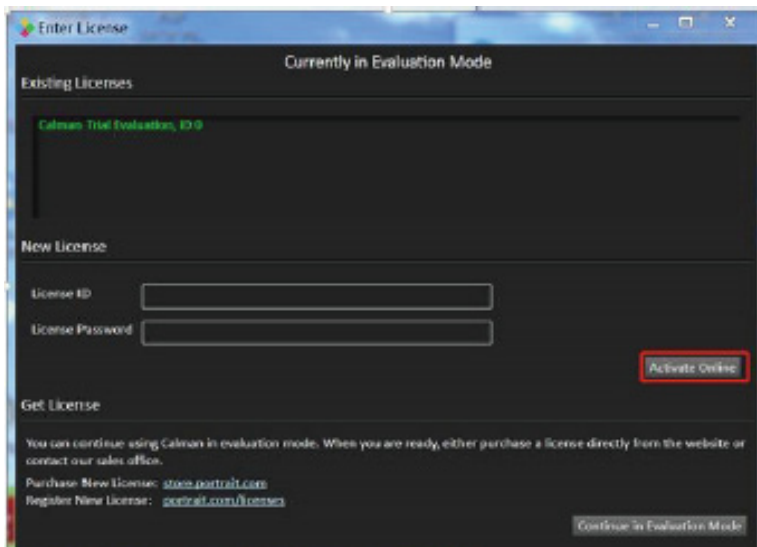 Enter License
Currently in Evaluation Mode
Existing Licenses
Calman Trial Evaluation, ID:0
New License
License ID
License Password
Activate Online
Get License
You can continue using Calman in evaluation mode. When you are ready, either purchase a license directly from the website or
contact our sales office.
Purchase New License: store.portrait.com
Register New License: portrait.com/licenses
Continue in Evaluation Mode